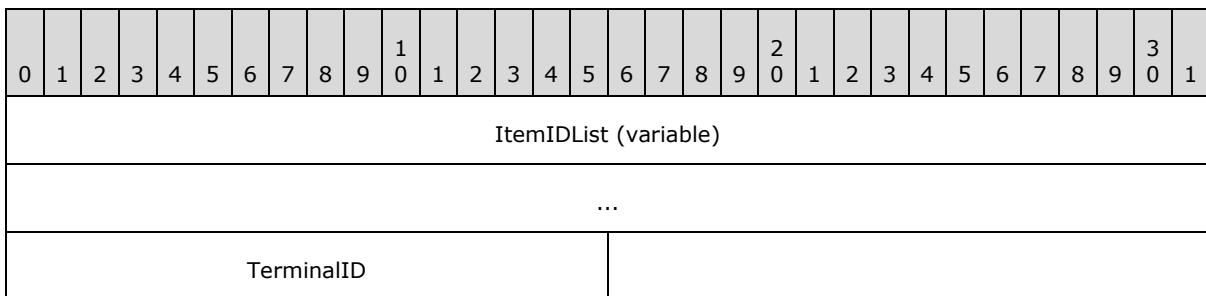 0 1 2 3 4 5 6 7 8 9 1 0 1 2 3 4 5 6 7 8 9 2 0 1 2 3 4 5 6 7 8 9 3 0 1
ItemIDList (variable)
...
TerminalID